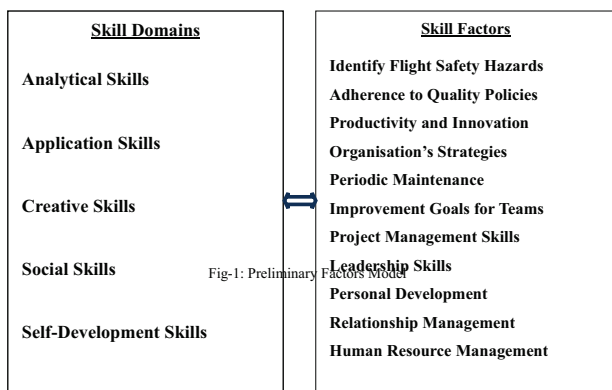 Skill Domains
Analytical Skills
Application Skills
Creative Skills
Social Skills
Self-Development Skills
Skill Factors
Identify Flight Safety Hazards
Adherence to Quality Policies
Productivity and Innovation
Organisation's Strategies
Periodic Maintenance
Improvement Goals for Teams
Project Management Skills
Leadership Skills
Personal Development
Relationship Management
Human Resource Management
Fig-1: Preliminary Factors Model